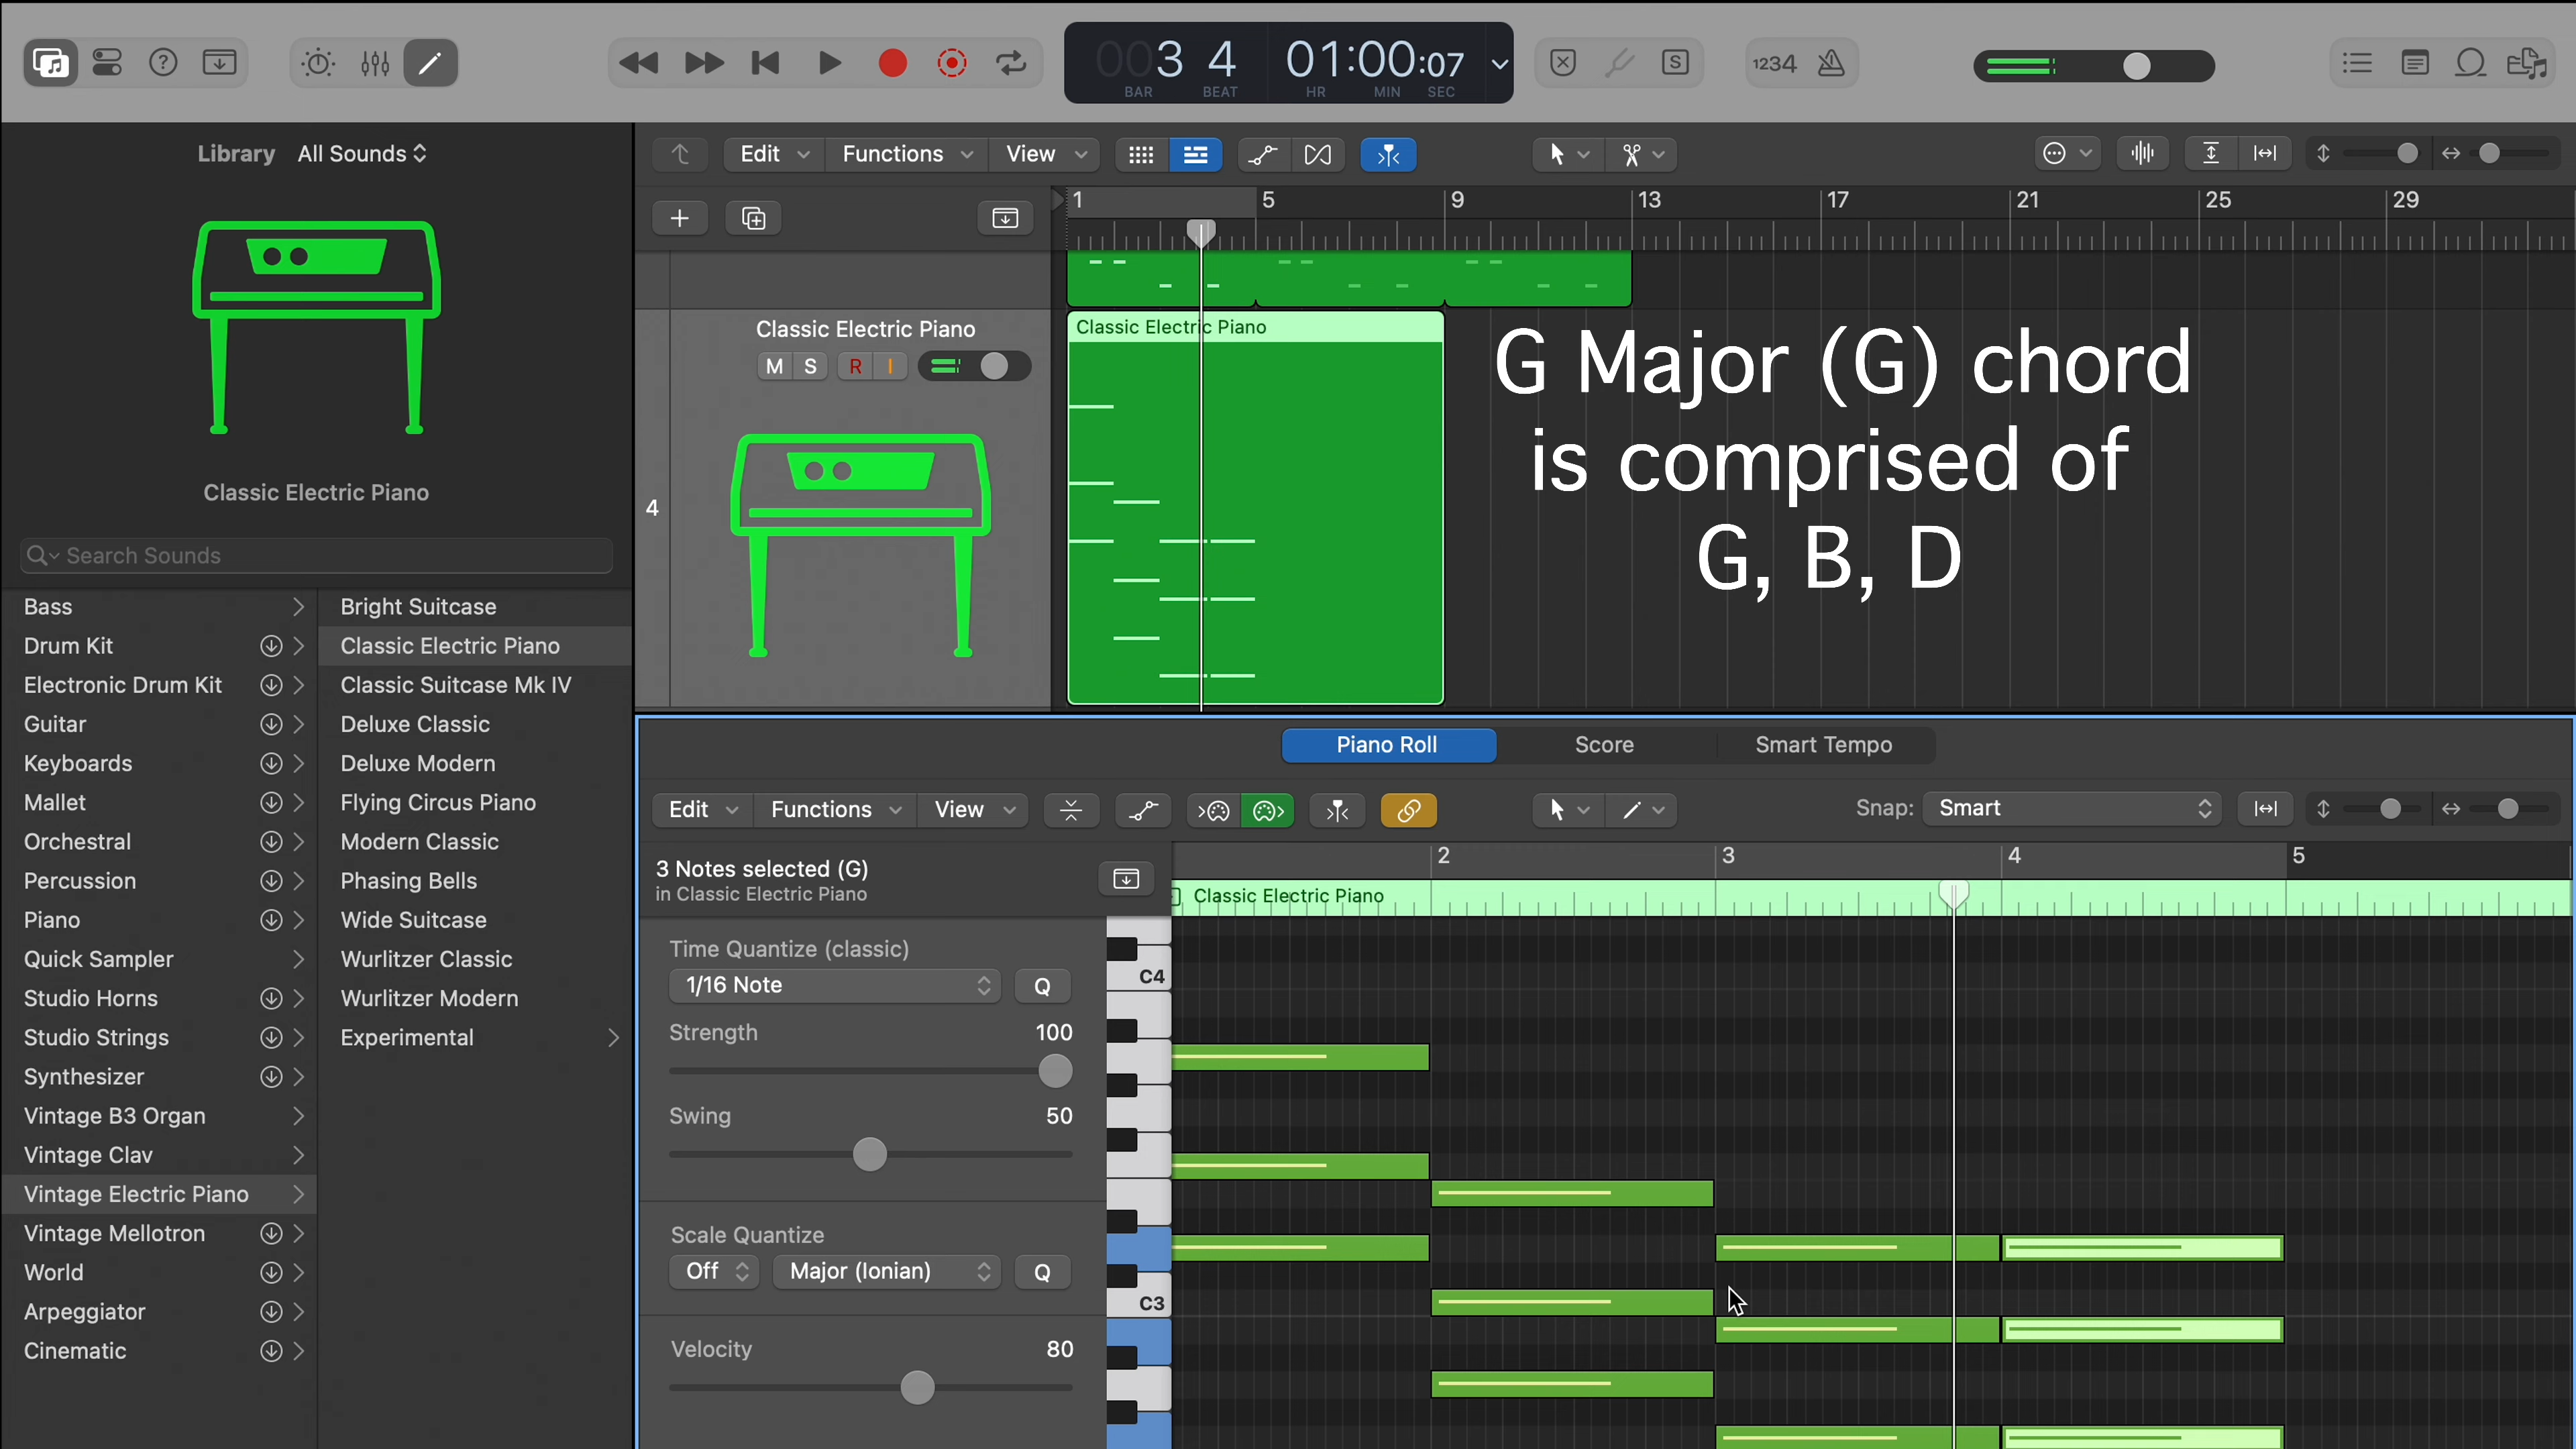 003 4 01:00:07
BAR BEAT HR MIN SEC
S
1234
Library All Sounds
Edit Functions View
1 5 9 13 17 21 25 29
Classic Electric Piano
M S R I
4
Classic Electric Piano
G Major (G) chord
is comprised of
G, B, D
Classic Electric Piano
Search Sounds
Bass
Drum Kit
Electronic Drum Kit
Guitar
Keyboards
Mallet
Orchestral
Percussion
Piano
Quick Sampler
Studio Horns
Studio Strings
Synthesizer
Vintage B3 Organ
Vintage Clav
Vintage Electric Piano
Vintage Mellotron
World
Arpeggiator
Cinematic
Bright Suitcase
Classic Electric Piano
Classic Suitcase Mk IV
Deluxe Classic
Deluxe Modern
Flying Circus Piano
Modern Classic
Phasing Bells
Wide Suitcase
Wurlitzer Classic
Wurlitzer Modern
Experimental
Piano Roll Score Smart Tempo
Edit Functions View
Snap: Smart
3 Notes selected (G)
in Classic Electric Piano
2 3 4 5
Classic Electric Piano
Time Quantize (classic)
1/16 Note Q
Strength 100
Swing 50
Scale Quantize
Off Major (Ionian) Q
Velocity 80
C4
C3